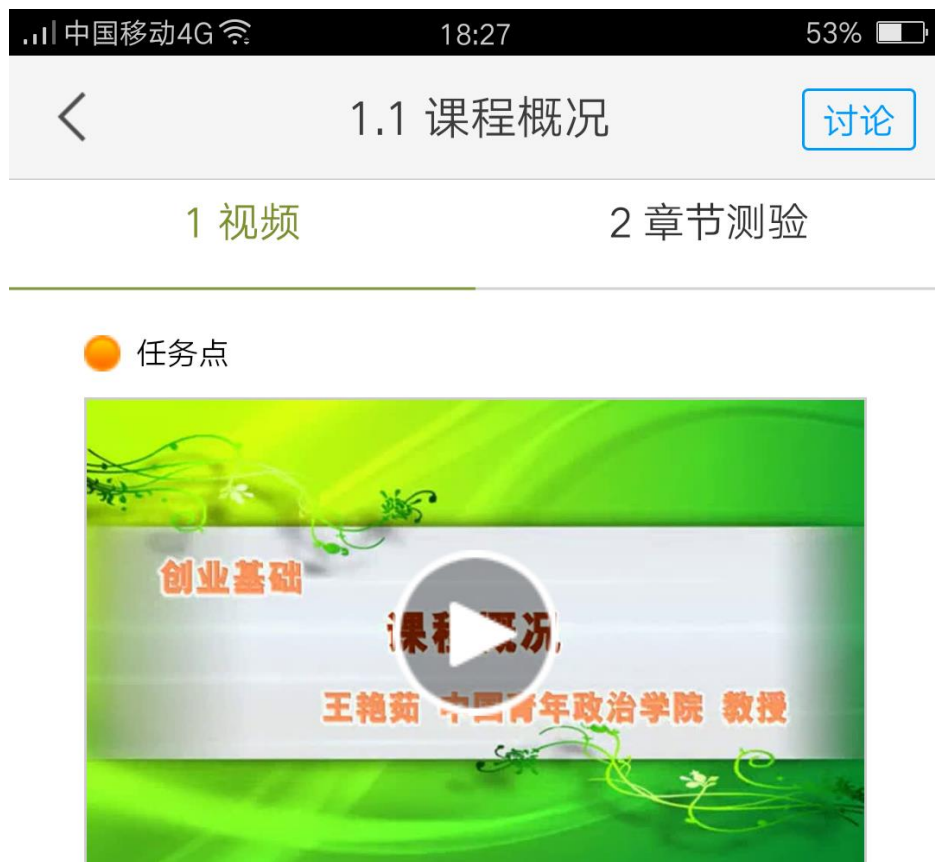 中国移动4G 18:27 53%
1.1 课程概况 讨论
1 视频 2 章节测验
任务点
创业基础
课程概况
王艳茹 中国青年政治学院 教授